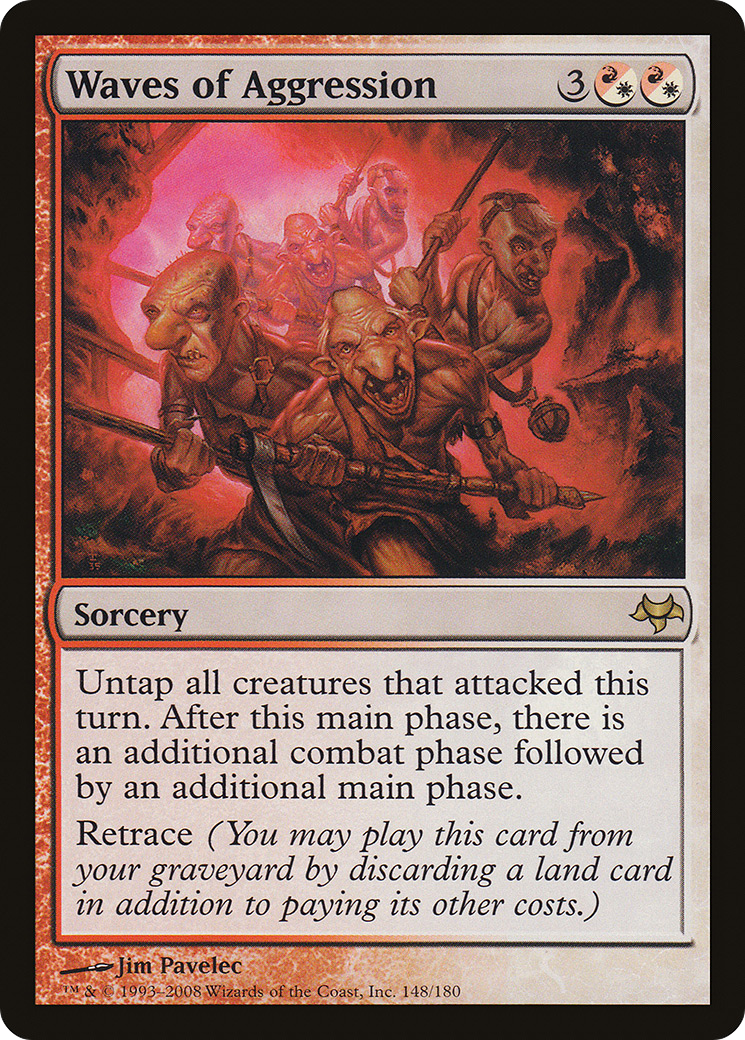 Waves of Aggression 3
Sorcery
Untap all creatures that attacked this
turn. After this main phase, there is
an additional combat phase followed
by an additional main phase.
Retrace (You may play this card from
your graveyard by discarding a land card
in addition to paying its other costs.)
Jim Pavelec
™ & © 1993–2008 Wizards of the Coast, Inc. 148/180